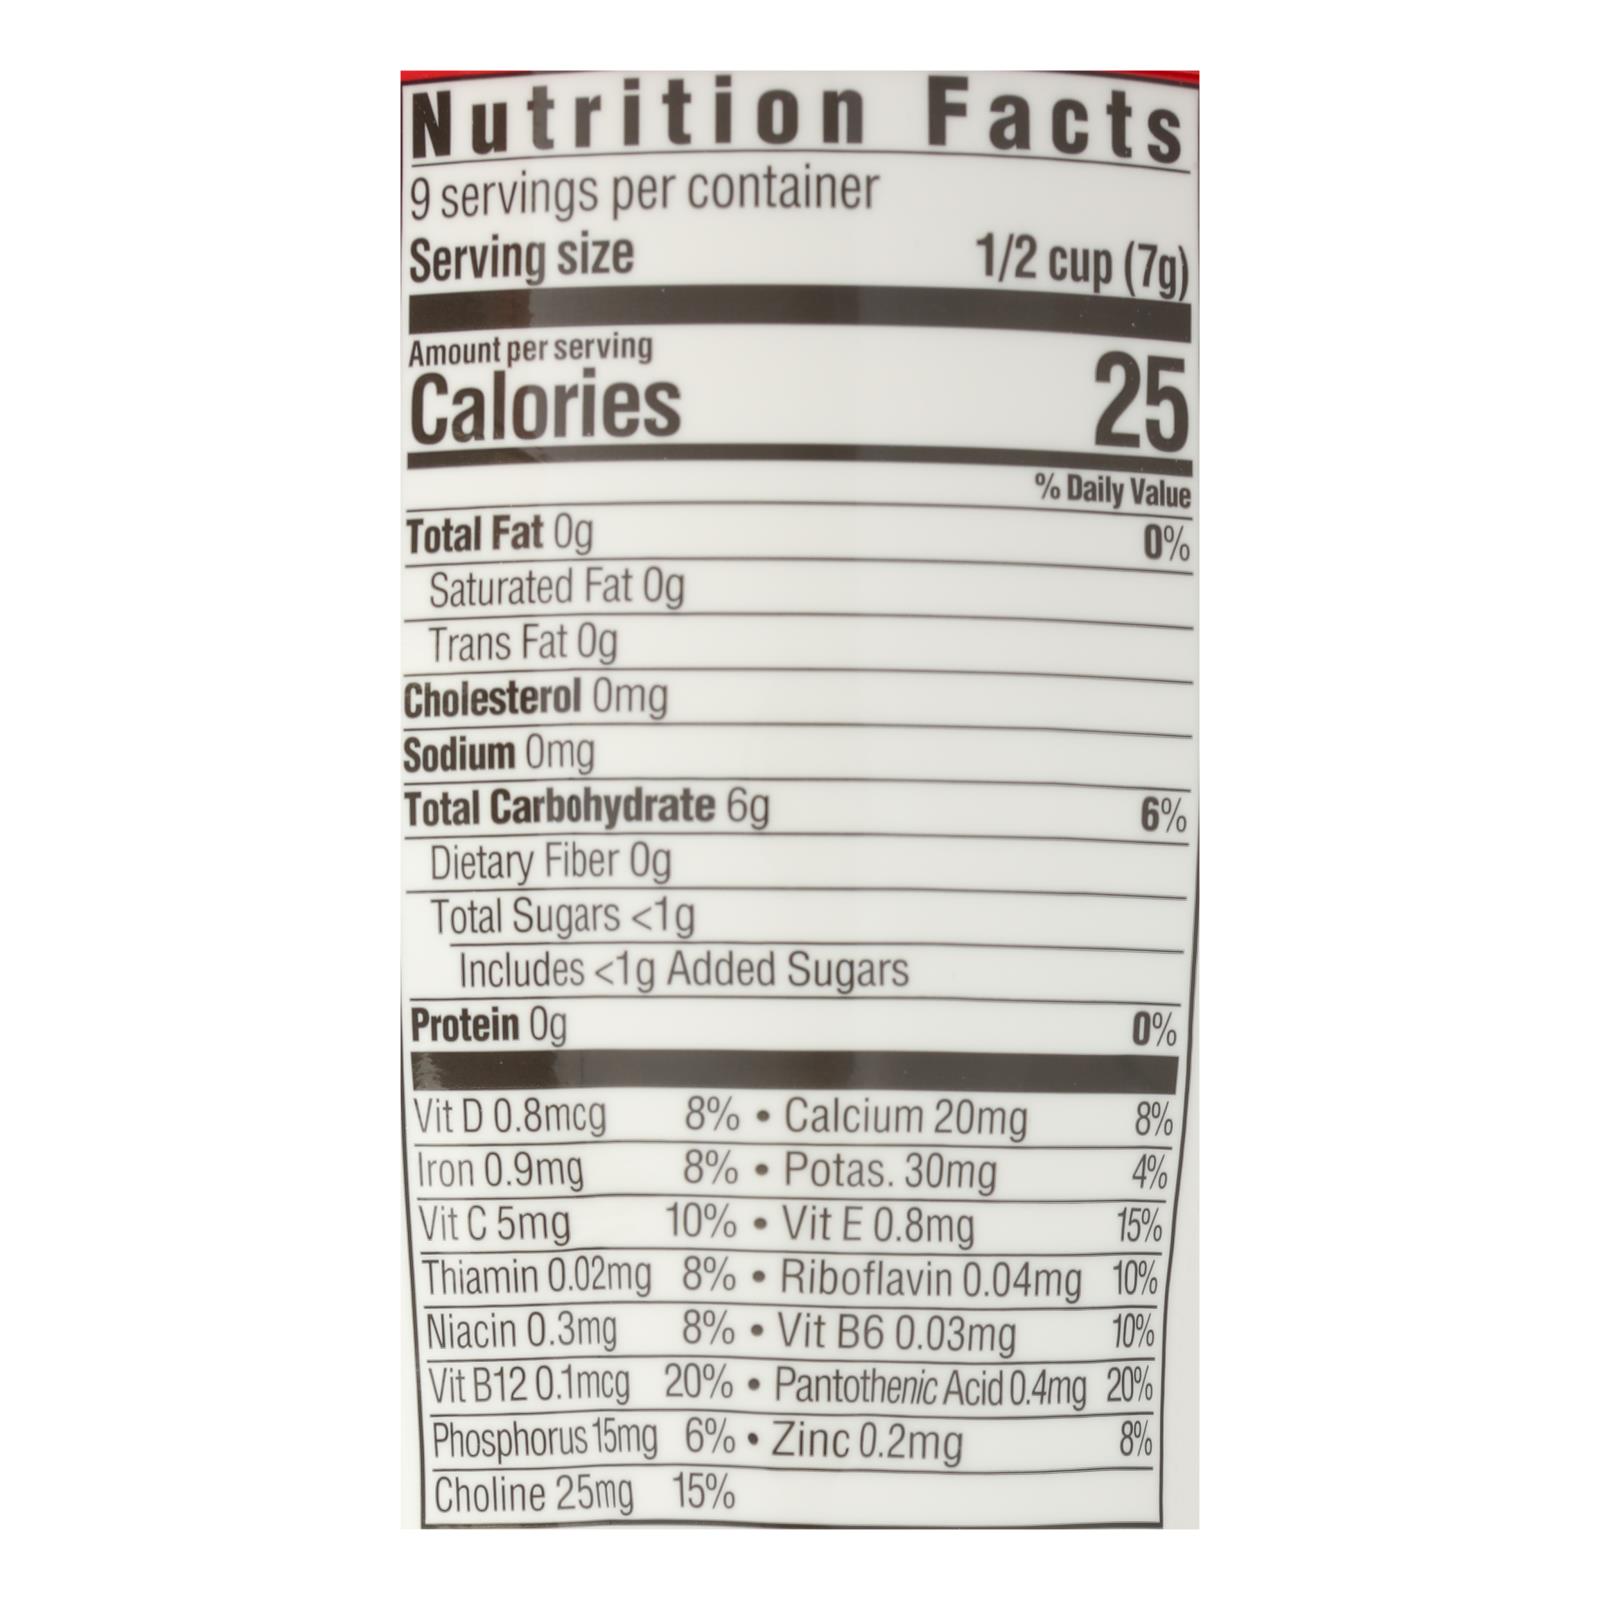 Nutrition Facts
9 servings per container
Serving size 1/2 cup (7g)
Amount per serving
Calories 25
% Daily Value
Total Fat 0g 0%
Saturated Fat 0g
Trans Fat 0g
Cholesterol 0mg
Sodium 0mg
Total Carbohydrate 6g 6%
Dietary Fiber 0g
Total Sugars <1g
Includes <1g Added Sugars
Protein 0g 0%
Vit D 0.8mcg 8% • Calcium 20mg 8%
Iron 0.9mg 8% • Potas. 30mg 4%
Vit C 5mg 10% • Vit E 0.8mg 15%
Thiamin 0.02mg 8% • Riboflavin 0.04mg 10%
Niacin 0.3mg 8% • Vit B6 0.03mg 10%
Vit B12 0.1mcg 20% • Pantothenic Acid 0.4mg 20%
Phosphorus 15mg 6% • Zinc 0.2mg 8%
Choline 25mg 15%